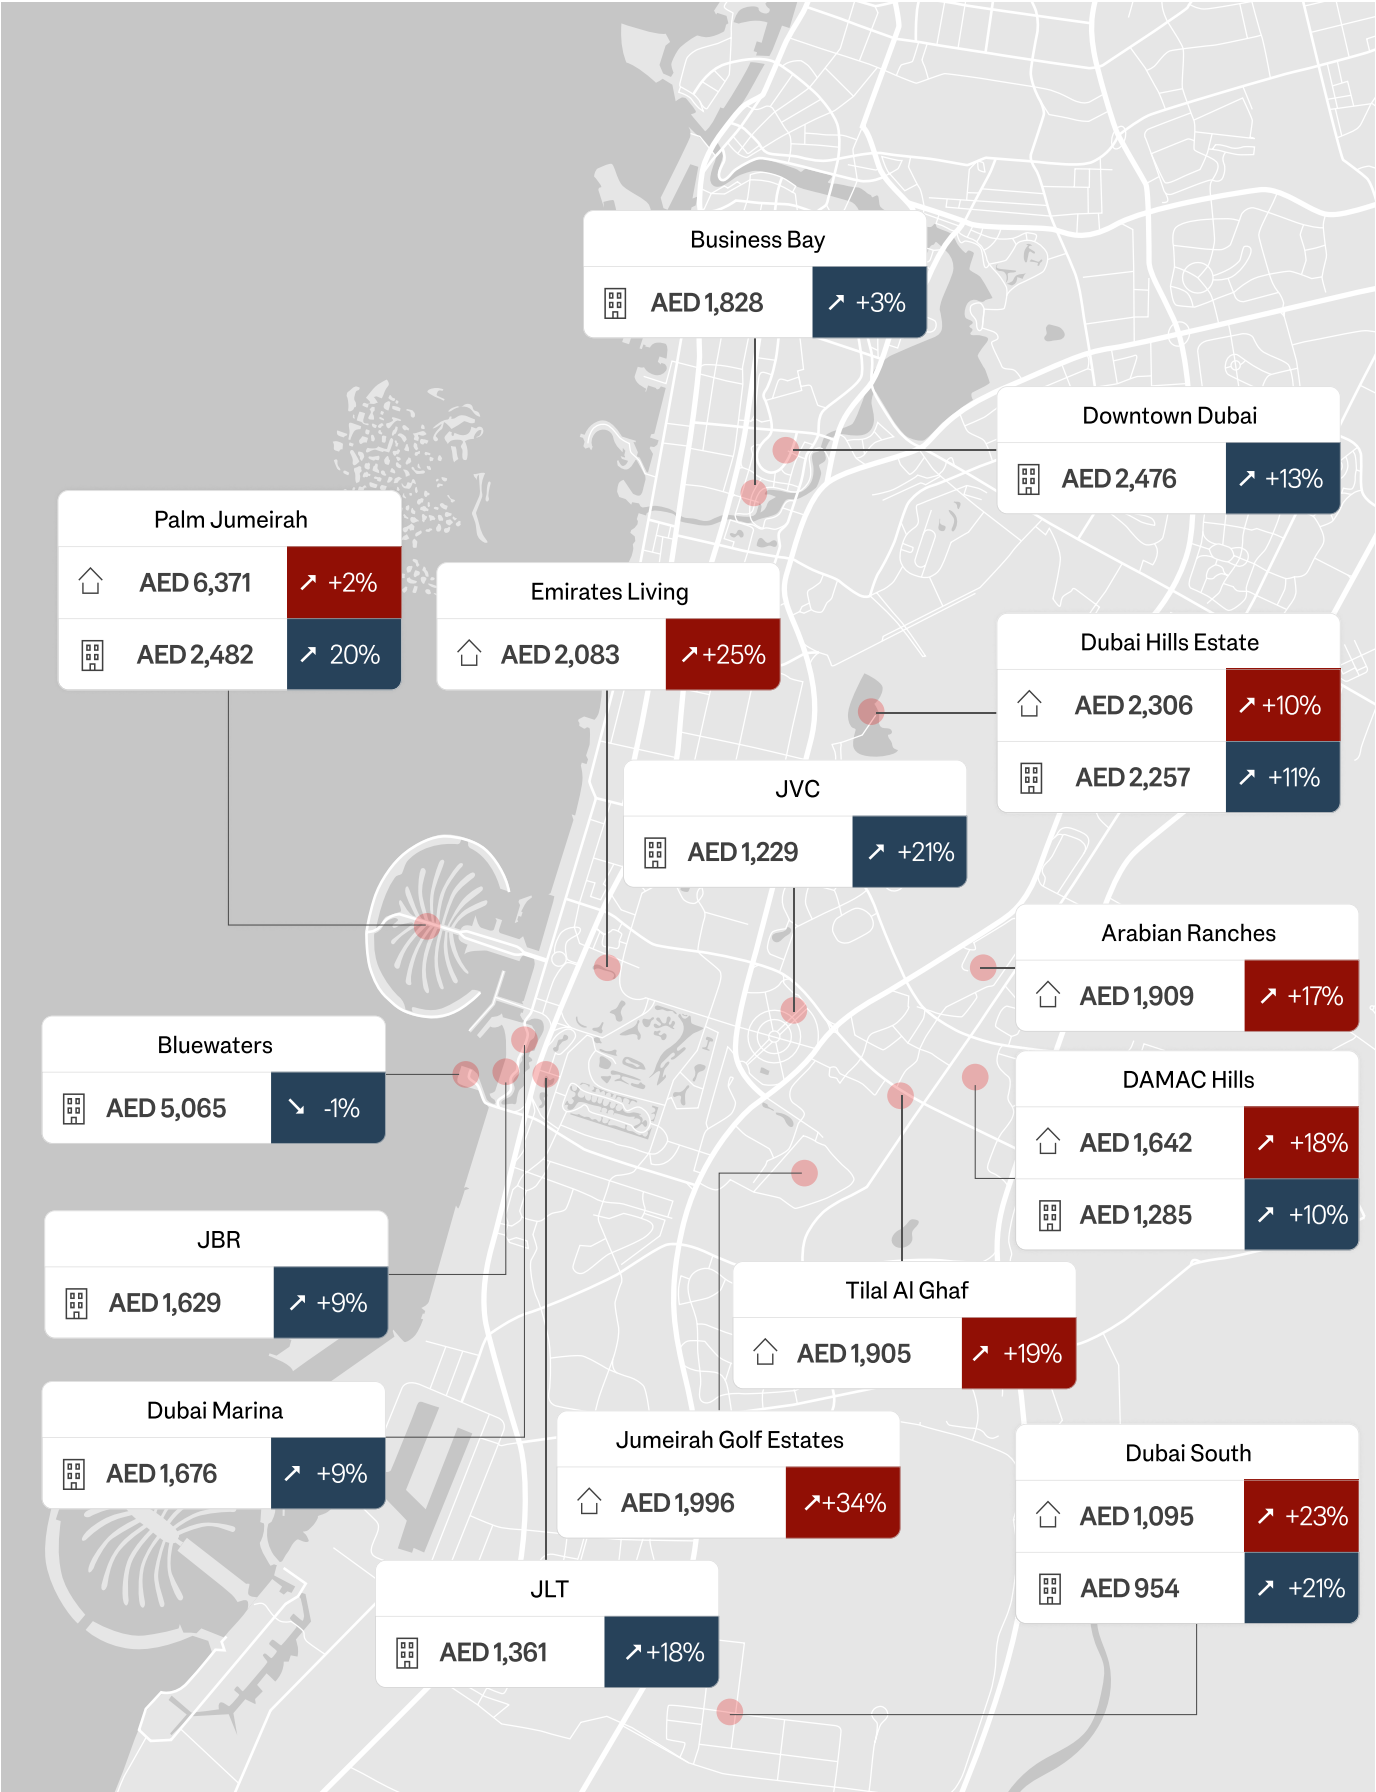 Business Bay
AED 1,828 +3%
Downtown Dubai
AED 2,476 +13%
Palm Jumeirah
AED 6,371 +2%
AED 2,482 20%
Emirates Living
AED 2,083 +25%
Dubai Hills Estate
AED 2,306 +10%
AED 2,257 +11%
JVC
AED 1,229 +21%
Arabian Ranches
AED 1,909 +17%
Bluewaters
AED 5,065 -1%
DAMAC Hills
AED 1,642 +18%
AED 1,285 +10%
JBR
AED 1,629 +9%
Tilal Al Ghaf
AED 1,905 +19%
Dubai Marina
AED 1,676 +9%
Jumeirah Golf Estates
AED 1,996 +34%
Dubai South
AED 1,095 +23%
AED 954 +21%
JLT
AED 1,361 +18%